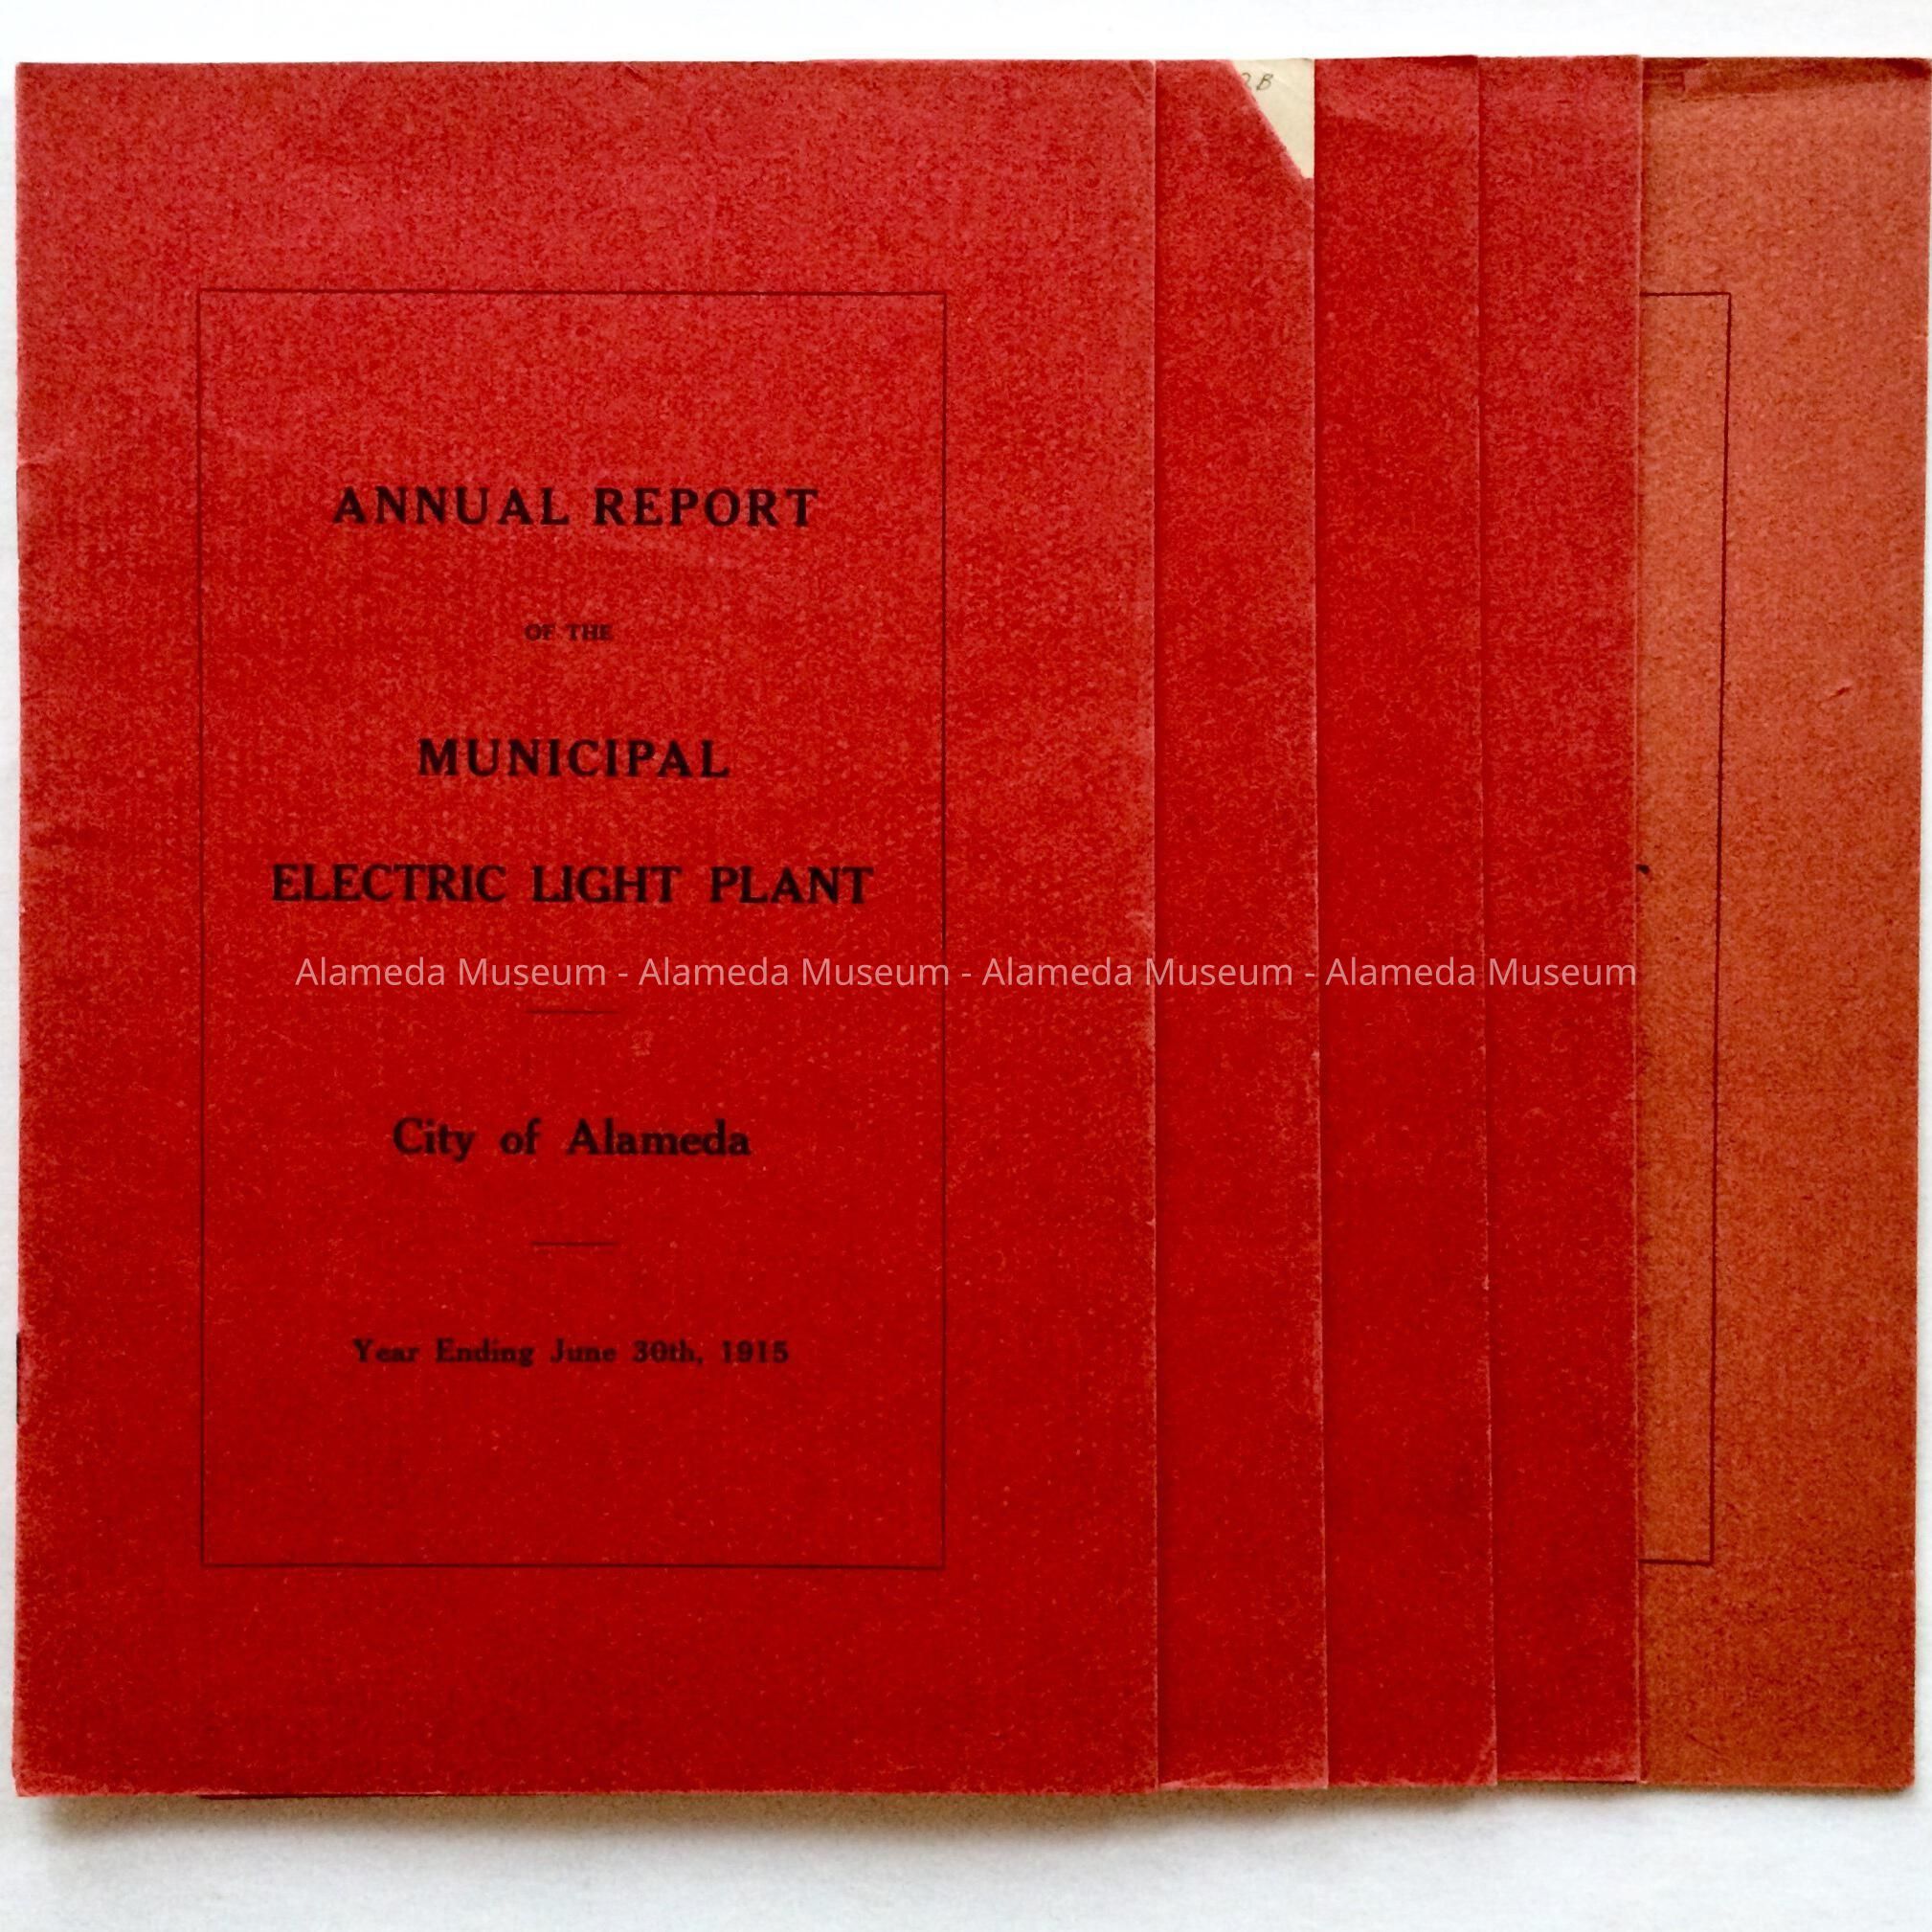 ANNUAL REPORT
OF THE
MUNICIPAL
ELECTRIC LIGHT PLANT
Alameda Museum - Alameda Museum - Alameda Museum - Alameda Museum
City of Alameda
Year Ending June 30th, 1915